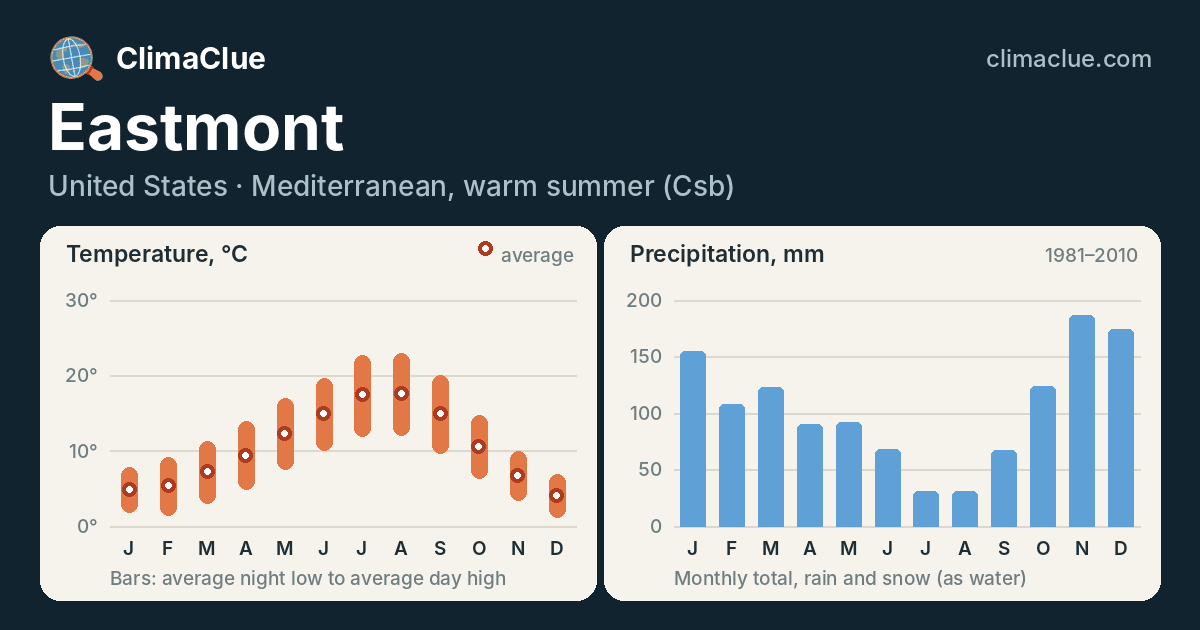 ClimaClue
climaclue.com
Eastmont
United States · Mediterranean, warm summer (Csb)
Temperature, °C
average
30°
20°
10°
0°
J F M A M J J A S O N D
Bars: average night low to average day high
Precipitation, mm
1981–2010
200
150
100
50
0
J F M A M J J A S O N D
Monthly total, rain and snow (as water)